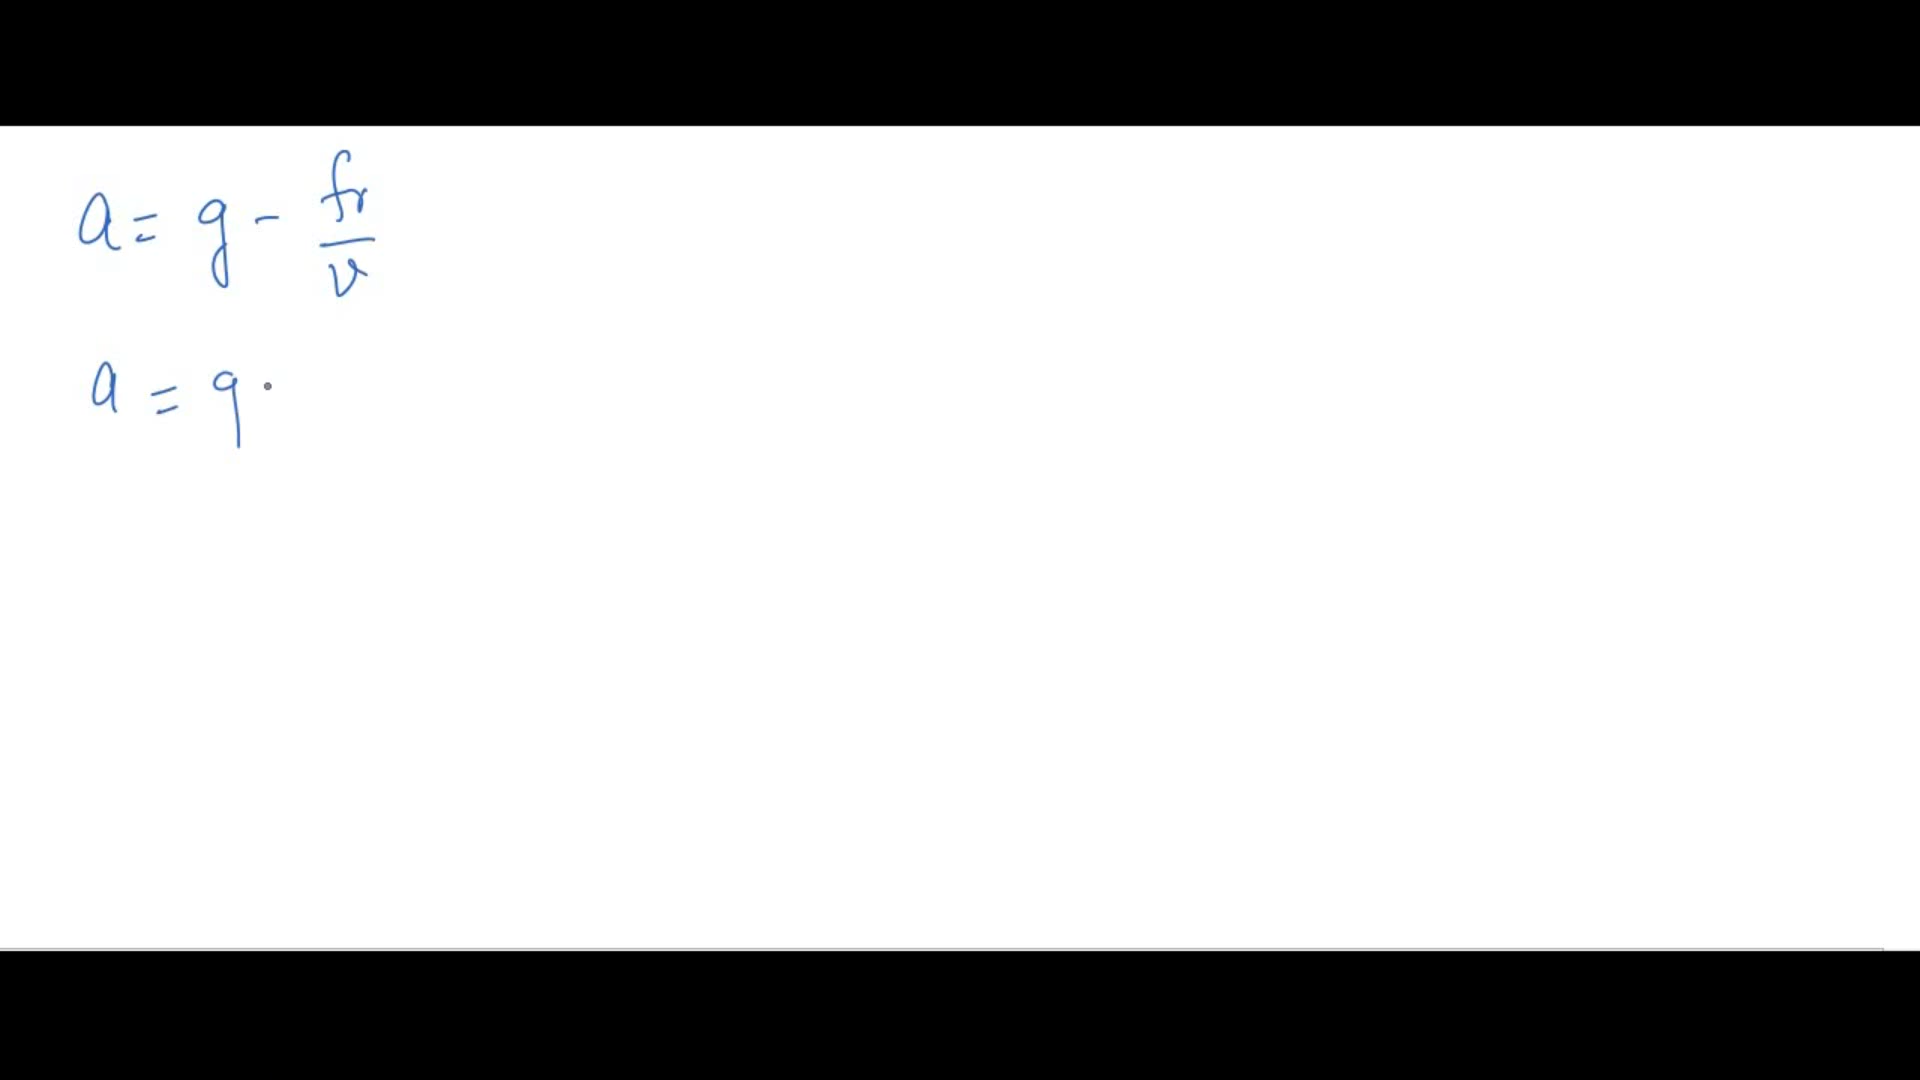 a = g - fr/v
a = g